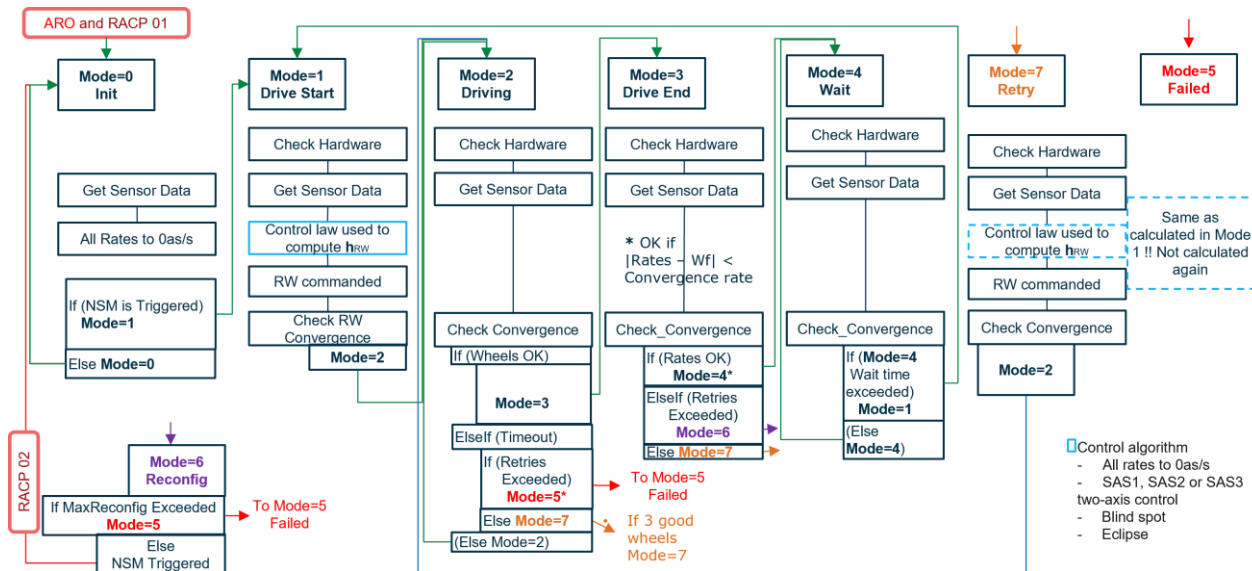 ARO and RACP 01
Mode=0
Init
Get Sensor Data
All Rates to 0as/s
If (NSM is Triggered)
Mode=1
Else Mode=0
Mode=1
Drive Start
Check Hardware
Get Sensor Data
Control law used to
compute hRW
RW commanded
Check RW
Convergence
Mode=2
Mode=2
Driving
Check Hardware
Get Sensor Data
Check Convergence
If (Wheels OK)
Mode=3
ElseIf (Timeout)
If (Retries
Exceeded)
Mode=5*
Else Mode=7
(Else Mode=2)
To Mode=5
Failed
If 3 good
wheels
Mode=7
Mode=3
Drive End
Check Hardware
Get Sensor Data
* OK if
|Rates – Wf| <
Convergence rate
Check_Convergence
If (Rates OK)
Mode=4*
ElseIf (Retries
Exceeded)
Mode=6
Else Mode=7
Mode=4
Wait
Check Hardware
Get Sensor Data
Check_Convergence
If (Mode=4
Wait time
exceeded)
Mode=1
(Else
Mode=4)
Mode=7
Retry
Check Hardware
Get Sensor Data
Control law used to
compute hRW
RW commanded
Check Convergence
Mode=2
Mode=5
Failed
Same as
calculated in Mode
1 !! Not calculated
again
RACP 02
Mode=6
Reconfig
If MaxReconfig Exceeded
Mode=5
Else
NSM Triggered
To Mode=5
Failed
Control algorithm
- All rates to 0as/s
- SAS1, SAS2 or SAS3
two-axis control
- Blind spot
- Eclipse